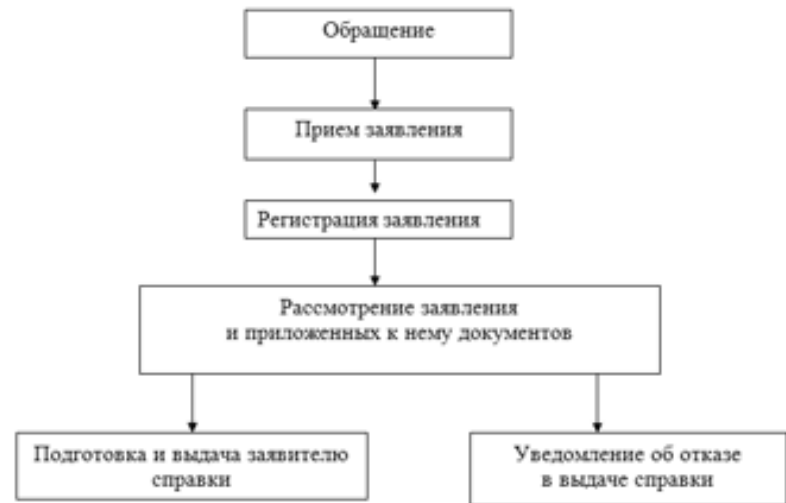 Обращение
Прием заявления
Регистрация заявления
Рассмотрение заявления
и приложенных к нему документов
Подготовка и выдача заявителю
справки
Уведомление об отказе
в выдаче справки